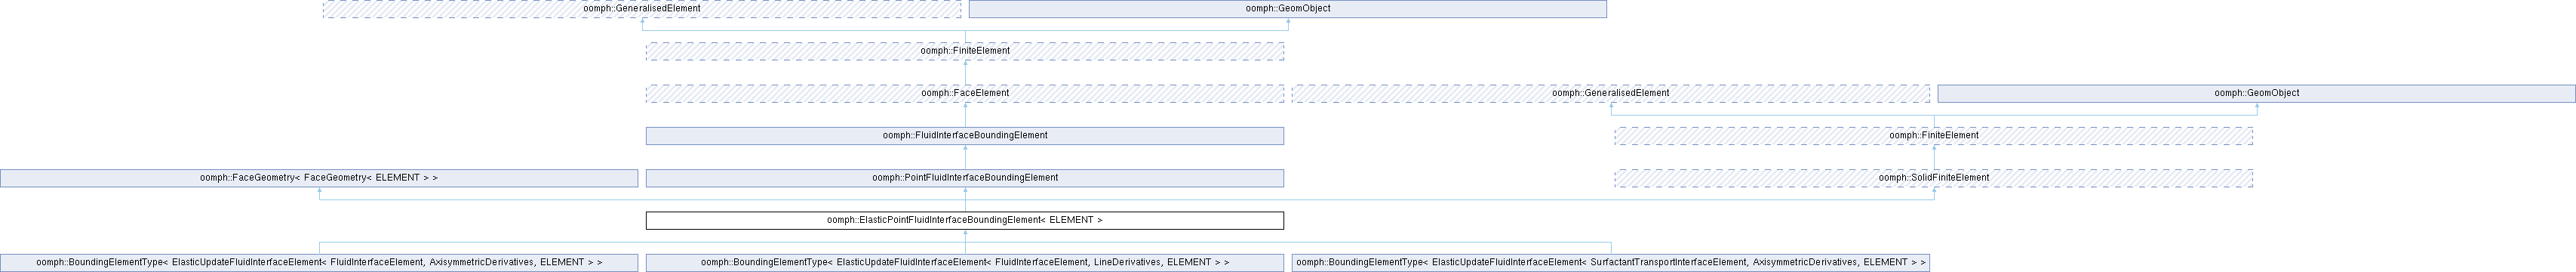 oomph::GeneralisedElement oomph::GeomObject
oomph::FiniteElement
oomph::FaceElement oomph::GeneralisedElement oomph::GeomObject
oomph::FluidInterfaceBoundingElement oomph::FiniteElement
oomph::FaceGeometry< FaceGeometry< ELEMENT > > oomph::PointFluidInterfaceBoundingElement oomph::SolidFiniteElement
oomph::ElasticPointFluidInterfaceBoundingElement< ELEMENT >
oomph::BoundingElementType< ElasticUpdateFluidInterfaceElement< FluidInterfaceElement, AxisymmetricDerivatives, ELEMENT > > oomph::BoundingElementType< ElasticUpdateFluidInterfaceElement< FluidInterfaceElement, LineDerivatives, ELEMENT > > oomph::BoundingElementType< ElasticUpdateFluidInterfaceElement< SurfactantTransportInterfaceElement, AxisymmetricDerivatives, ELEMENT > >